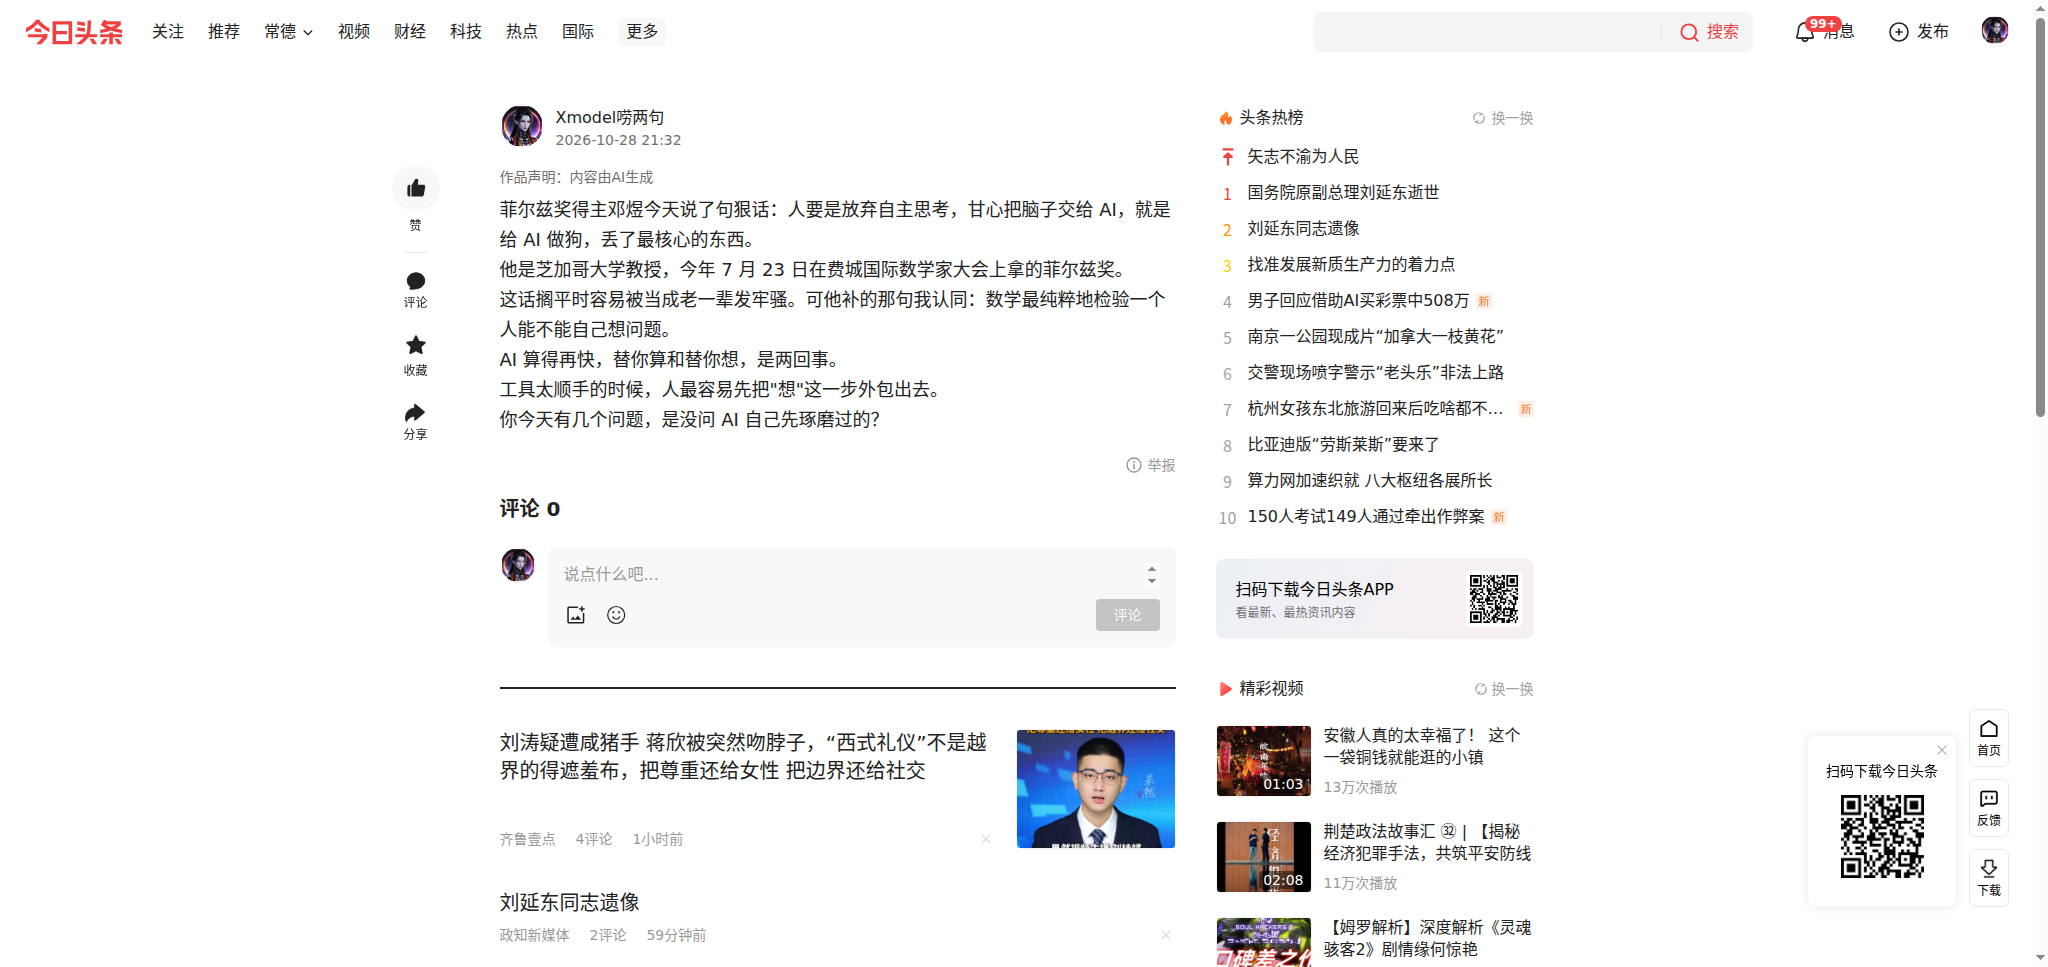 今日头条
关注 推荐 常德 视频 财经 科技 热点 国际 更多
搜索
99+
消息
发布
Xmodel唠两句
2026-10-28 21:32
作品声明：内容由AI生成
菲尔兹奖得主邓煜今天说了句狠话：人要是放弃自主思考，甘心把脑子交给 AI，就是
给 AI 做狗，丢了最核心的东西。
他是芝加哥大学教授，今年 7 月 23 日在费城国际数学家大会上拿的菲尔兹奖。
这话搁平时容易被当成老一辈发牢骚。可他补的那句我认同：数学最纯粹地检验一个
人能不能自己想问题。
AI 算得再快，替你算和替你想，是两回事。
工具太顺手的时候，人最容易先把"想"这一步外包出去。
你今天有几个问题，是没问 AI 自己先琢磨过的？
赞
评论
收藏
分享
举报
评论 0
说点什么吧...
评论
刘涛疑遭咸猪手 蒋欣被突然吻脖子，“西式礼仪”不是越
界的得遮羞布，把尊重还给女性 把边界还给社交
齐鲁壹点 4评论 1小时前
刘延东同志遗像
政知新媒体 2评论 59分钟前
头条热榜
换一换
矢志不渝为人民
1 国务院原副总理刘延东逝世
2 刘延东同志遗像
3 找准发展新质生产力的着力点
4 男子回应借助AI买彩票中508万 新
5 南京一公园现成片“加拿大一枝黄花”
6 交警现场喷字警示“老头乐”非法上路
7 杭州女孩东北旅游回来后吃啥都不... 新
8 比亚迪版“劳斯莱斯”要来了
9 算力网加速织就 八大枢纽各展所长
10 150人考试149人通过牵出作弊案 新
扫码下载今日头条APP
看最新、最热资讯内容
精彩视频
换一换
01:03
安徽人真的太幸福了！ 这个
一袋铜钱就能逛的小镇
13万次播放
02:08
荆楚政法故事汇 ㉜ | 【揭秘
经济犯罪手法，共筑平安防线
11万次播放
【姆罗解析】深度解析《灵魂
骇客2》剧情缘何惊艳
扫码下载今日头条
首页
反馈
下载